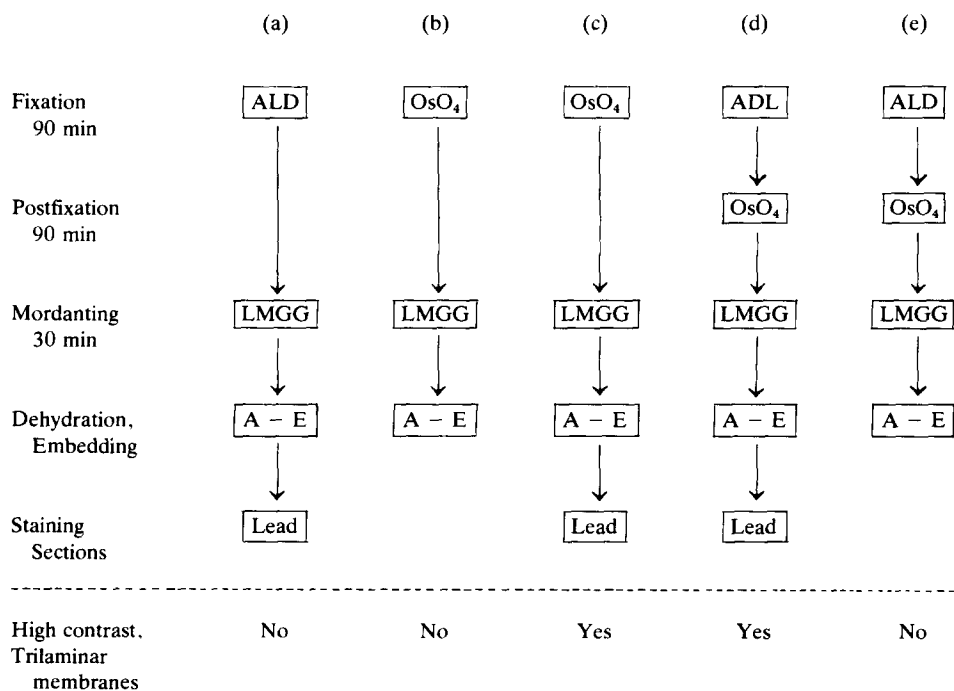 (a) (b) (c) (d) (e)
Fixation ALD OsO₄ OsO₄ ADL ALD
90 min
Postfixation OsO₄ OsO₄
90 min
Mordanting LMGG LMGG LMGG LMGG LMGG
30 min
Dehydration, A – E A – E A – E A – E A – E
Embedding
Staining Lead Lead Lead
Sections
High contrast, No No Yes Yes No
Trilaminar
membranes